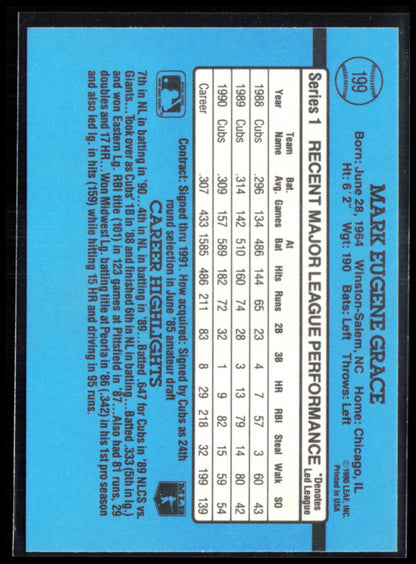 199
MARK EUGENE GRACE
Born: June 28, 1964 Winston-Salem, NC Home: Chicago, IL
Ht: 6' 2" Wgt: 190 Bats: Left Throws: Left
©1990 LEAF, INC.
Printed in USA
Series 1 RECENT MAJOR LEAGUE PERFORMANCE *Denotes Led League
Year Team Name Bat. Avg. Games At Bat Hits Runs 2B 3B HR RBI Steal Walk SO
1988 Cubs .296 134 486 144 65 23 4 7 57 3 60 43
1989 Cubs .314 142 510 160 74 28 3 13 79 14 80 42
1990 Cubs .309 157 589 182 72 32 1 9 82 15 59 54
Career .307 433 1585 486 211 83 8 29 218 32 199 139
Contract: Signed thru 1991 How acquired: Signed by Cubs as 24th
round selection in June '85 amateur draft
CAREER HIGHLIGHTS
7th in NL in batting in '90...4th in NL in batting in '89...Batted .647 for Cubs in '89 NLCS vs.
Giants...Took over as Cubs' 1B in '88 and finished 6th NL in batting...Batted .333 (5th in lg.)
and won Eastern Lg. RBI title (101) in 123 games at Pittsfield in '87...Also had 81 runs, 29
doubles and 17 HR...Won Midwest Lg. batting title at Peoria in '86 (.342) in his 1st pro season
and also led lg. in hits (159) while hitting 15 HR and driving in 95 runs.